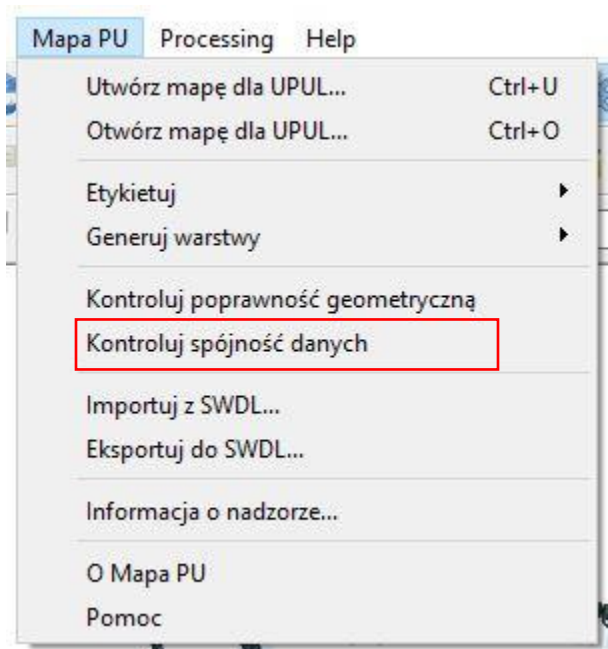 Mapa PU Processing Help
Utwórz mapę dla UPUL... Ctrl+U
Otwórz mapę dla UPUL... Ctrl+O
Etykietuj
Generuj warstwy
Kontroluj poprawność geometryczną
Kontroluj spójność danych
Importuj z SWDL...
Eksportuj do SWDL...
Informacja o nadzorze...
O Mapa PU
Pomoc